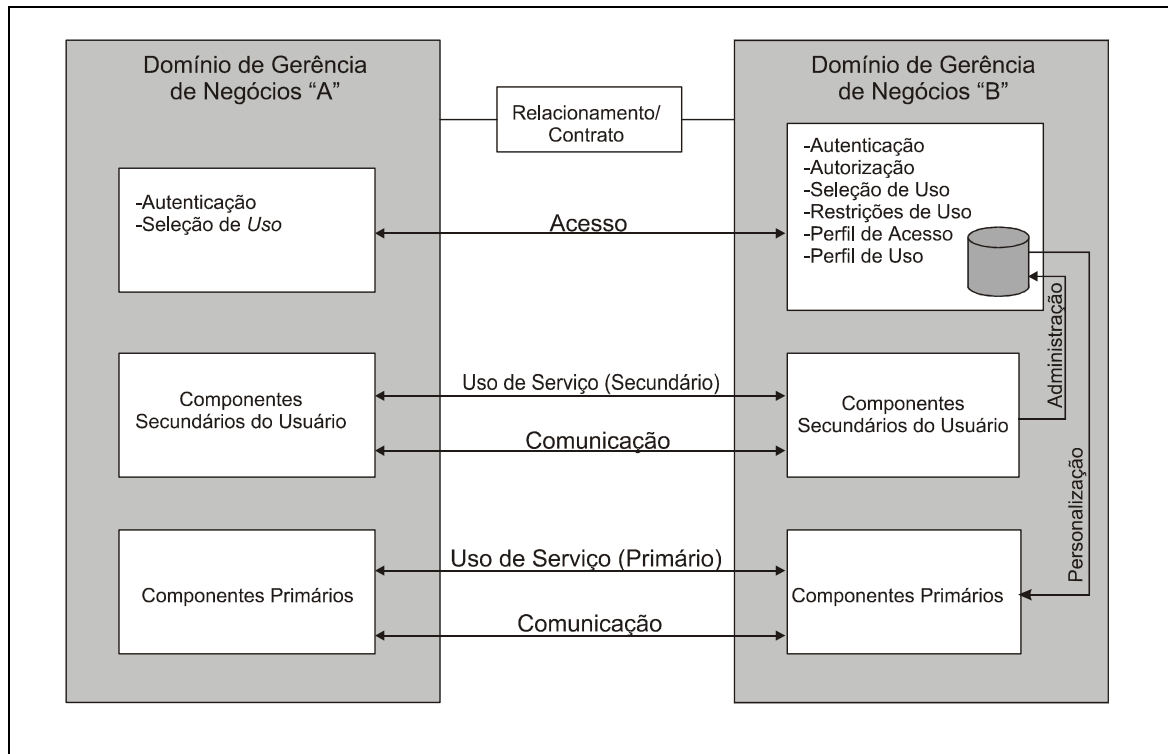 Domínio de Gerência
de Negócios “A”
Domínio de Gerência
de Negócios “B”
Relacionamento/
Contrato
-Autenticação
-Seleção de Uso
Acesso
-Autenticação
-Autorização
-Seleção de Uso
-Restrições de Uso
-Perfil de Acesso
-Perfil de Uso
Administração
Personalização
Componentes
Secundários do Usuário
Uso de Serviço (Secundário)
Comunicação
Componentes
Secundários do Usuário
Componentes Primários
Uso de Serviço (Primário)
Comunicação
Componentes Primários